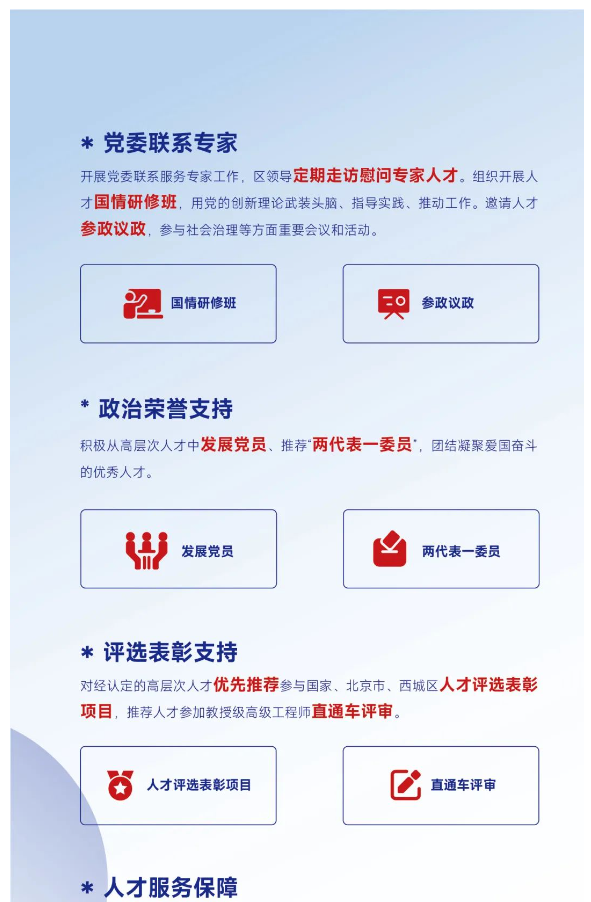 * 党委联系专家
开展党委联系服务专家工作，区领导定期走访慰问专家人才。组织开展人
才国情研修班，用党的创新理论武装头脑、指导实践、推动工作。邀请人才
参政议政，参与社会治理等方面重要会议和活动。
国情研修班
参政议政
* 政治荣誉支持
积极从高层次人才中发展党员、推荐“两代表一委员”，团结凝聚爱国奋斗
的优秀人才。
发展党员
两代表一委员
* 评选表彰支持
对经认定的高层次人才优先推荐参与国家、北京市、西城区人才评选表彰
项目，推荐人才参加教授级高级工程师直通车评审。
人才评选表彰项目
直通车评审
* 人才服务保障